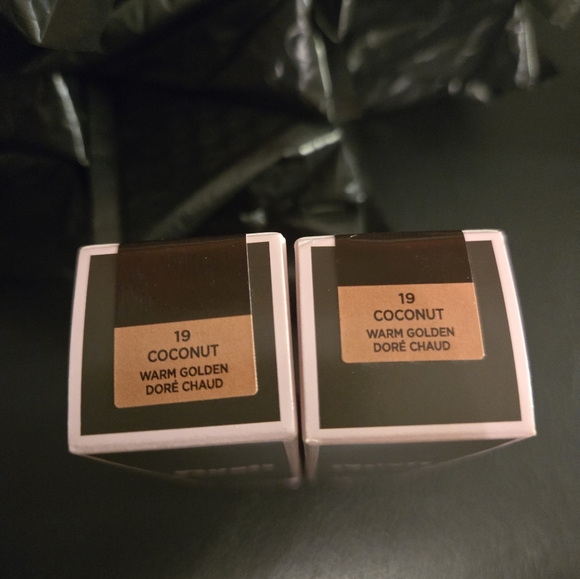 19
COCONUT
WARM GOLDEN
DORÉ CHAUD
19
COCONUT
WARM GOLDEN
DORÉ CHAUD